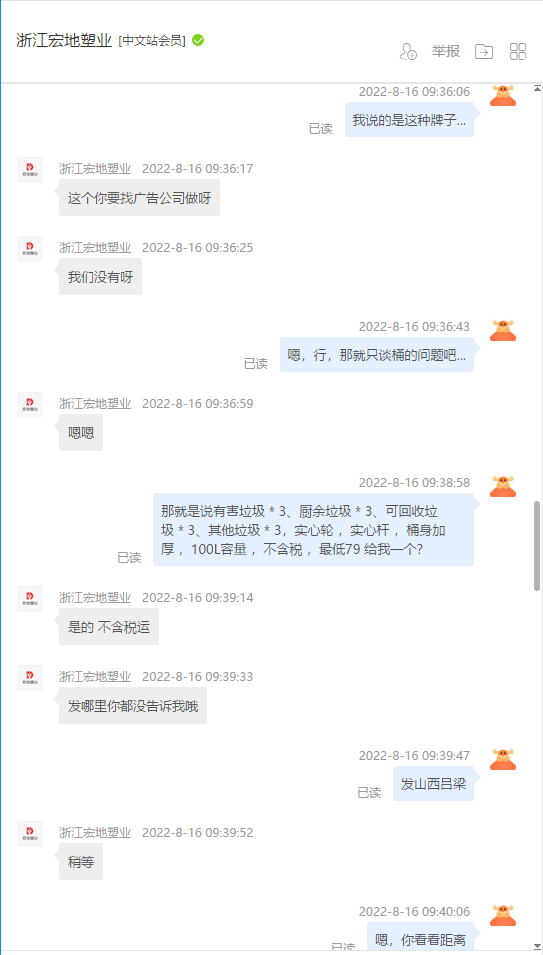 浙江宏地塑业 [中文站会员]
举报
2022-8-16 09:36:06
我说的是这种牌子...
已读
浙江宏地塑业 2022-8-16 09:36:17
这个你要找广告公司做呀
浙江宏地塑业 2022-8-16 09:36:25
我们没有呀
2022-8-16 09:36:43
嗯，行，那就只谈桶的问题吧...
已读
浙江宏地塑业 2022-8-16 09:36:59
嗯嗯
2022-8-16 09:38:58
那就是说有害垃圾 * 3、厨余垃圾 * 3、可回收垃
圾 * 3、其他垃圾 * 3，实心轮 ，实心杆 ，桶身加
厚 ，100L容量 ，不含税 ，最低79 给我一个?
已读
浙江宏地塑业 2022-8-16 09:39:14
是的 不含税运
浙江宏地塑业 2022-8-16 09:39:33
发哪里你都没告诉我哦
2022-8-16 09:39:47
发山西吕梁
已读
浙江宏地塑业 2022-8-16 09:39:52
稍等
2022-8-16 09:40:06
嗯，你看看距离
已读